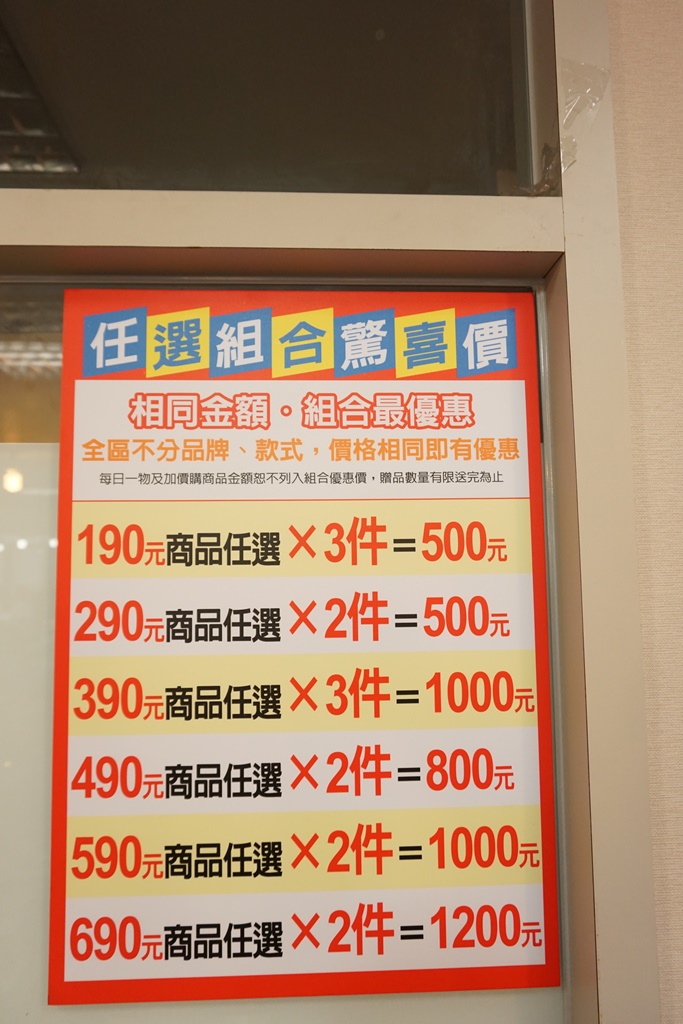 任選組合驚喜價
相同金額・組合最優惠
全區不分品牌、款式，價格相同即有優惠
每日一物及加價購商品金額恕不列入組合優惠價，贈品數量有限送完為止
190元商品任選×3件=500元
290元商品任選×2件=500元
390元商品任選×3件=1000元
490元商品任選×2件=800元
590元商品任選×2件=1000元
690元商品任選×2件=1200元